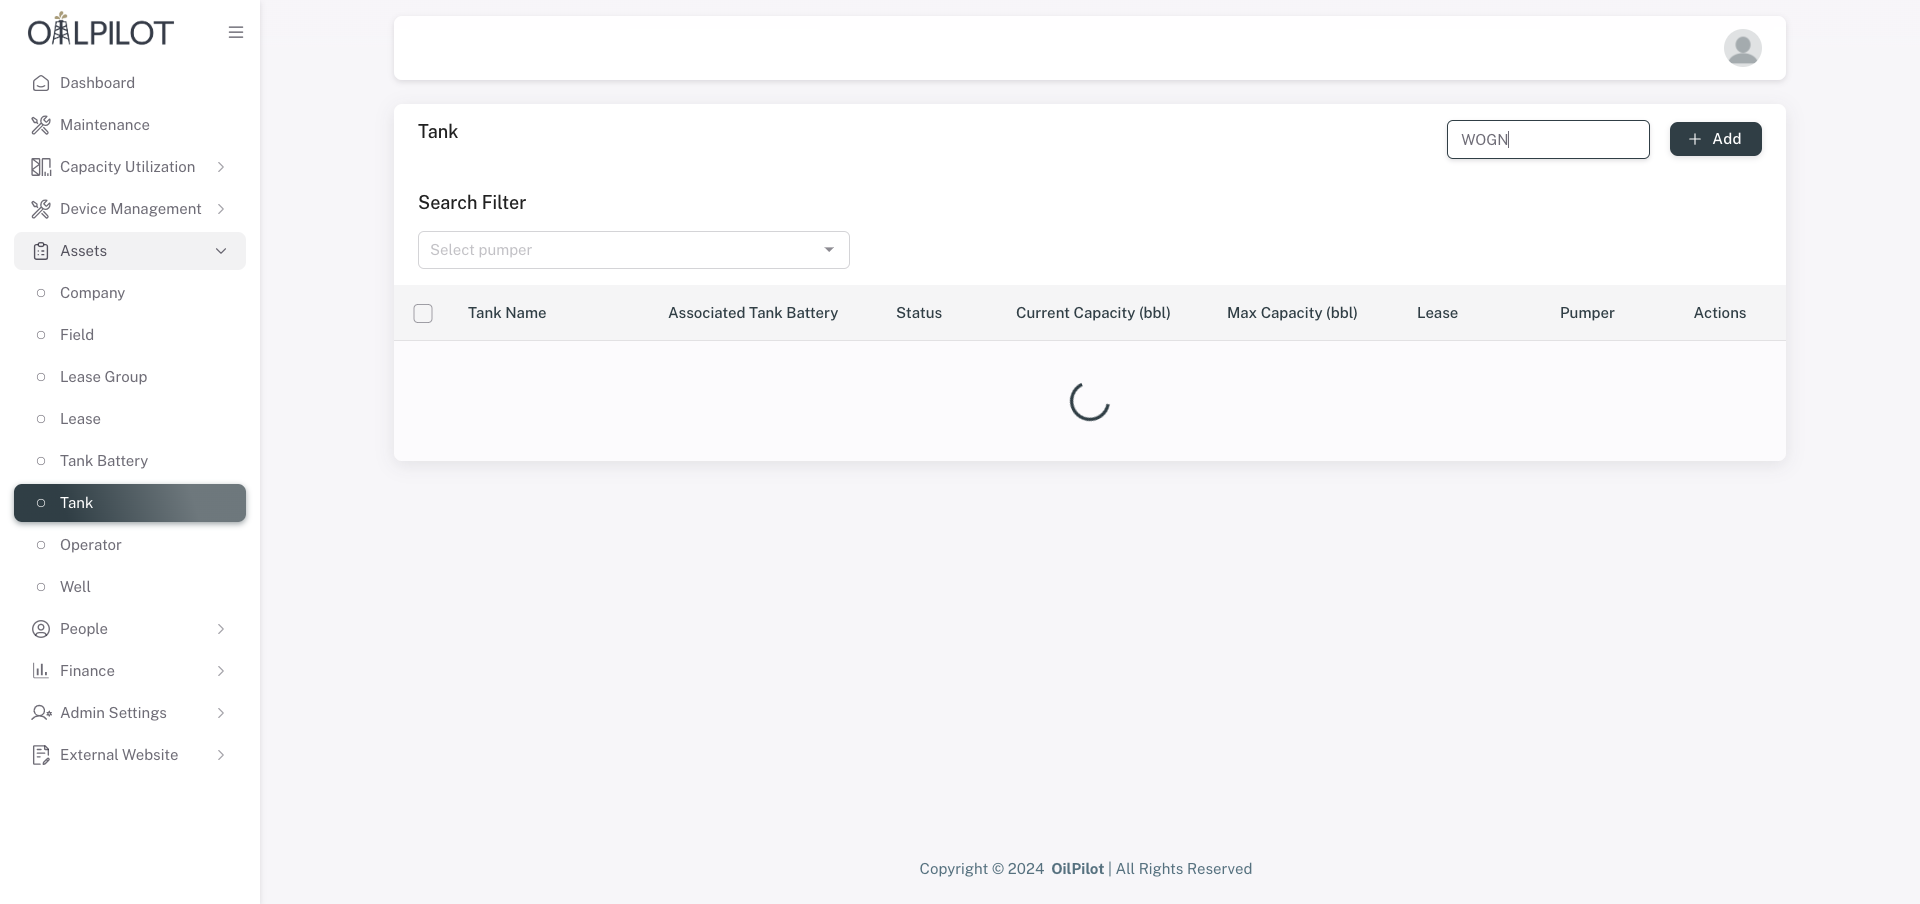 OILPILOT
Dashboard
Maintenance
Capacity Utilization
Device Management
Assets
Company
Field
Lease Group
Lease
Tank Battery
Tank
Operator
Well
People
Finance
Admin Settings
External Website
Tank
WOGN
Add
Search Filter
Select pumper
Tank Name Associated Tank Battery Status Current Capacity (bbl) Max Capacity (bbl) Lease Pumper Actions
Copyright © 2024 OilPilot | All Rights Reserved